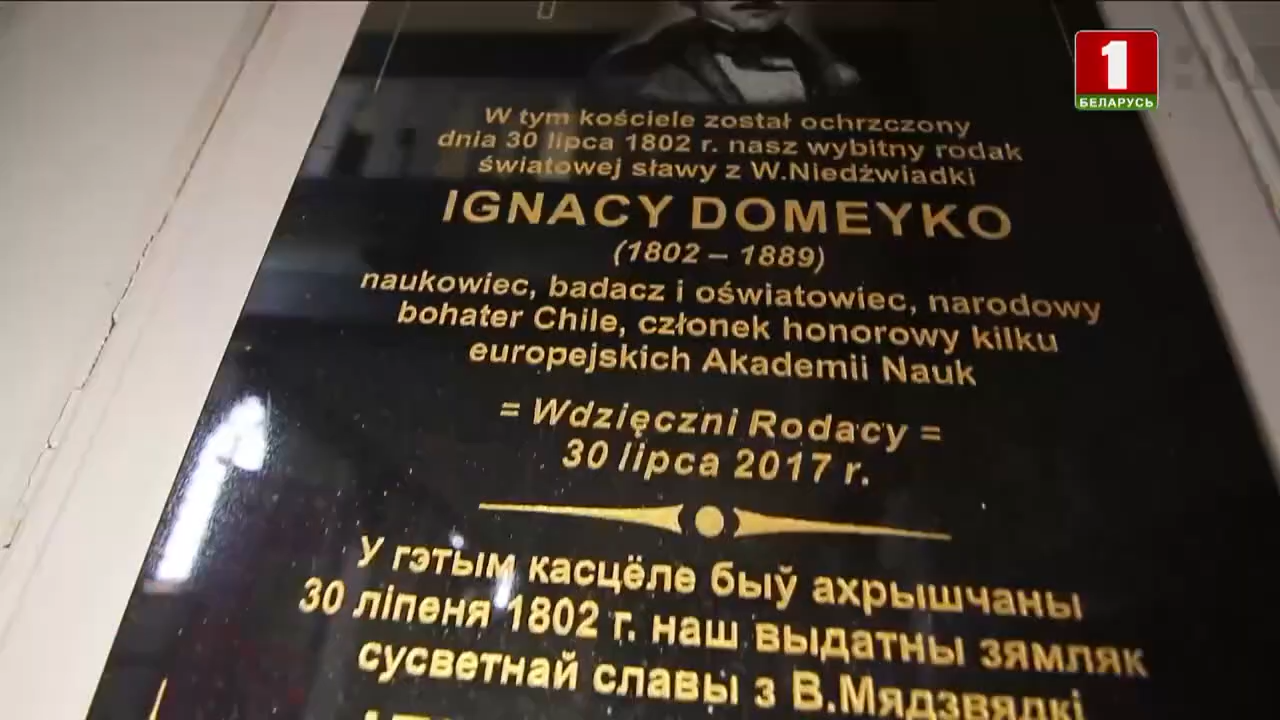 1
БЕЛАРУСЬ
W tym kościele został ochrzczony
dnia 30 lipca 1802 r. nasz wybitny rodak
światowej sławy z W.Niedźwiadki
IGNACY DOMEYKO
(1802 – 1889)
naukowiec, badacz i oświatowiec, narodowy
bohater Chile, członek honorowy kilku
europejskich Akademii Nauk
= Wdzięczni Rodacy =
30 lipca 2017 r.
У гэтым касцёле быў ахрышчаны
30 ліпеня 1802 г. наш выдатны зямляк
сусветнай славы з В.Мядзвядкі